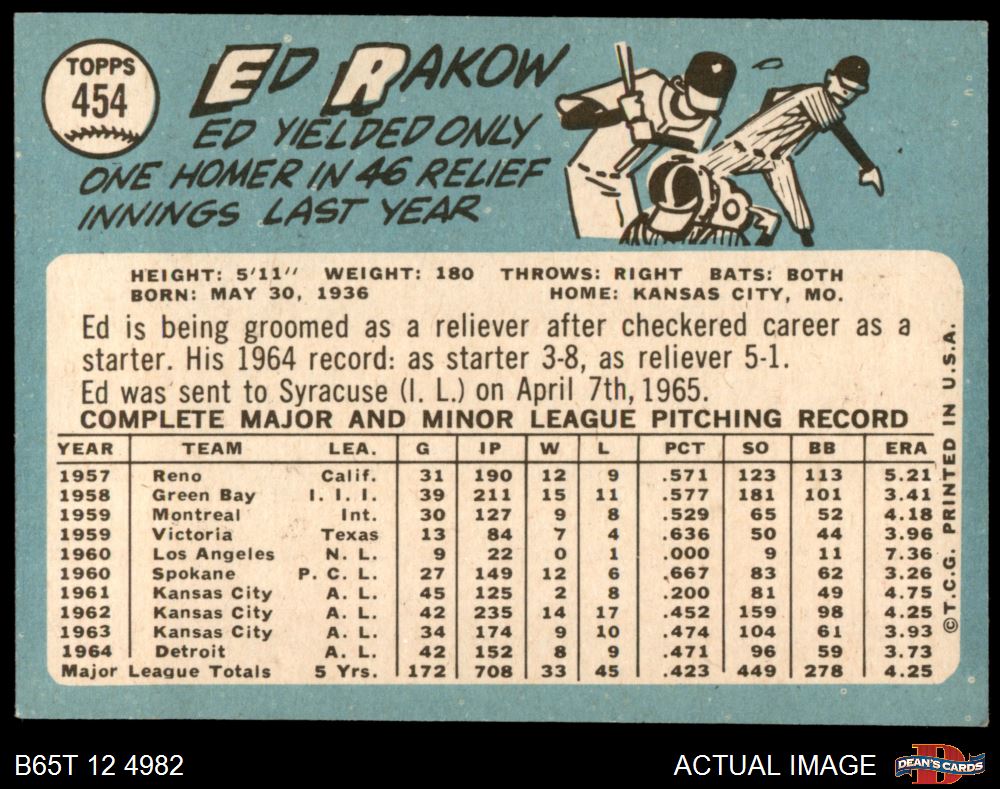 TOPPS
454
ED RAKOW
ED YIELDED ONLY
ONE HOMER IN 46 RELIEF
INNINGS LAST YEAR
HEIGHT: 5'11" WEIGHT: 180 THROWS: RIGHT BATS: BOTH
BORN: MAY 30, 1936 HOME: KANSAS CITY, MO.
Ed is being groomed as a reliever after checkered career as a
starter. His 1964 record: as starter 3-8, as reliever 5-1.
Ed was sent to Syracuse (I. L.) on April 7th, 1965.
COMPLETE MAJOR AND MINOR LEAGUE PITCHING RECORD
YEAR TEAM LEA. G IP W L PCT SO BB ERA
1957 Reno Calif. 31 190 12 9 .571 123 113 5.21
1958 Green Bay I. I. I. 39 211 15 11 .577 181 101 3.41
1959 Montreal Int. 30 127 9 8 .529 65 52 4.18
1959 Victoria Texas 13 84 7 4 .636 50 44 3.96
1960 Los Angeles N. L. 9 22 0 1 .000 9 11 7.36
1960 Spokane P. C. L. 27 149 12 6 .667 83 62 3.26
1961 Kansas City A. L. 45 125 2 8 .200 81 49 4.75
1962 Kansas City A. L. 42 235 14 17 .452 159 98 4.25
1963 Kansas City A. L. 34 174 9 10 .474 104 61 3.93
1964 Detroit A. L. 42 152 8 9 .471 96 59 3.73
Major League Totals 5 Yrs. 172 708 33 45 .423 449 278 4.25
©T.C.G. PRINTED IN U.S.A.
B65T 12 4982 ACTUAL IMAGE
D
DEAN'S CARDS